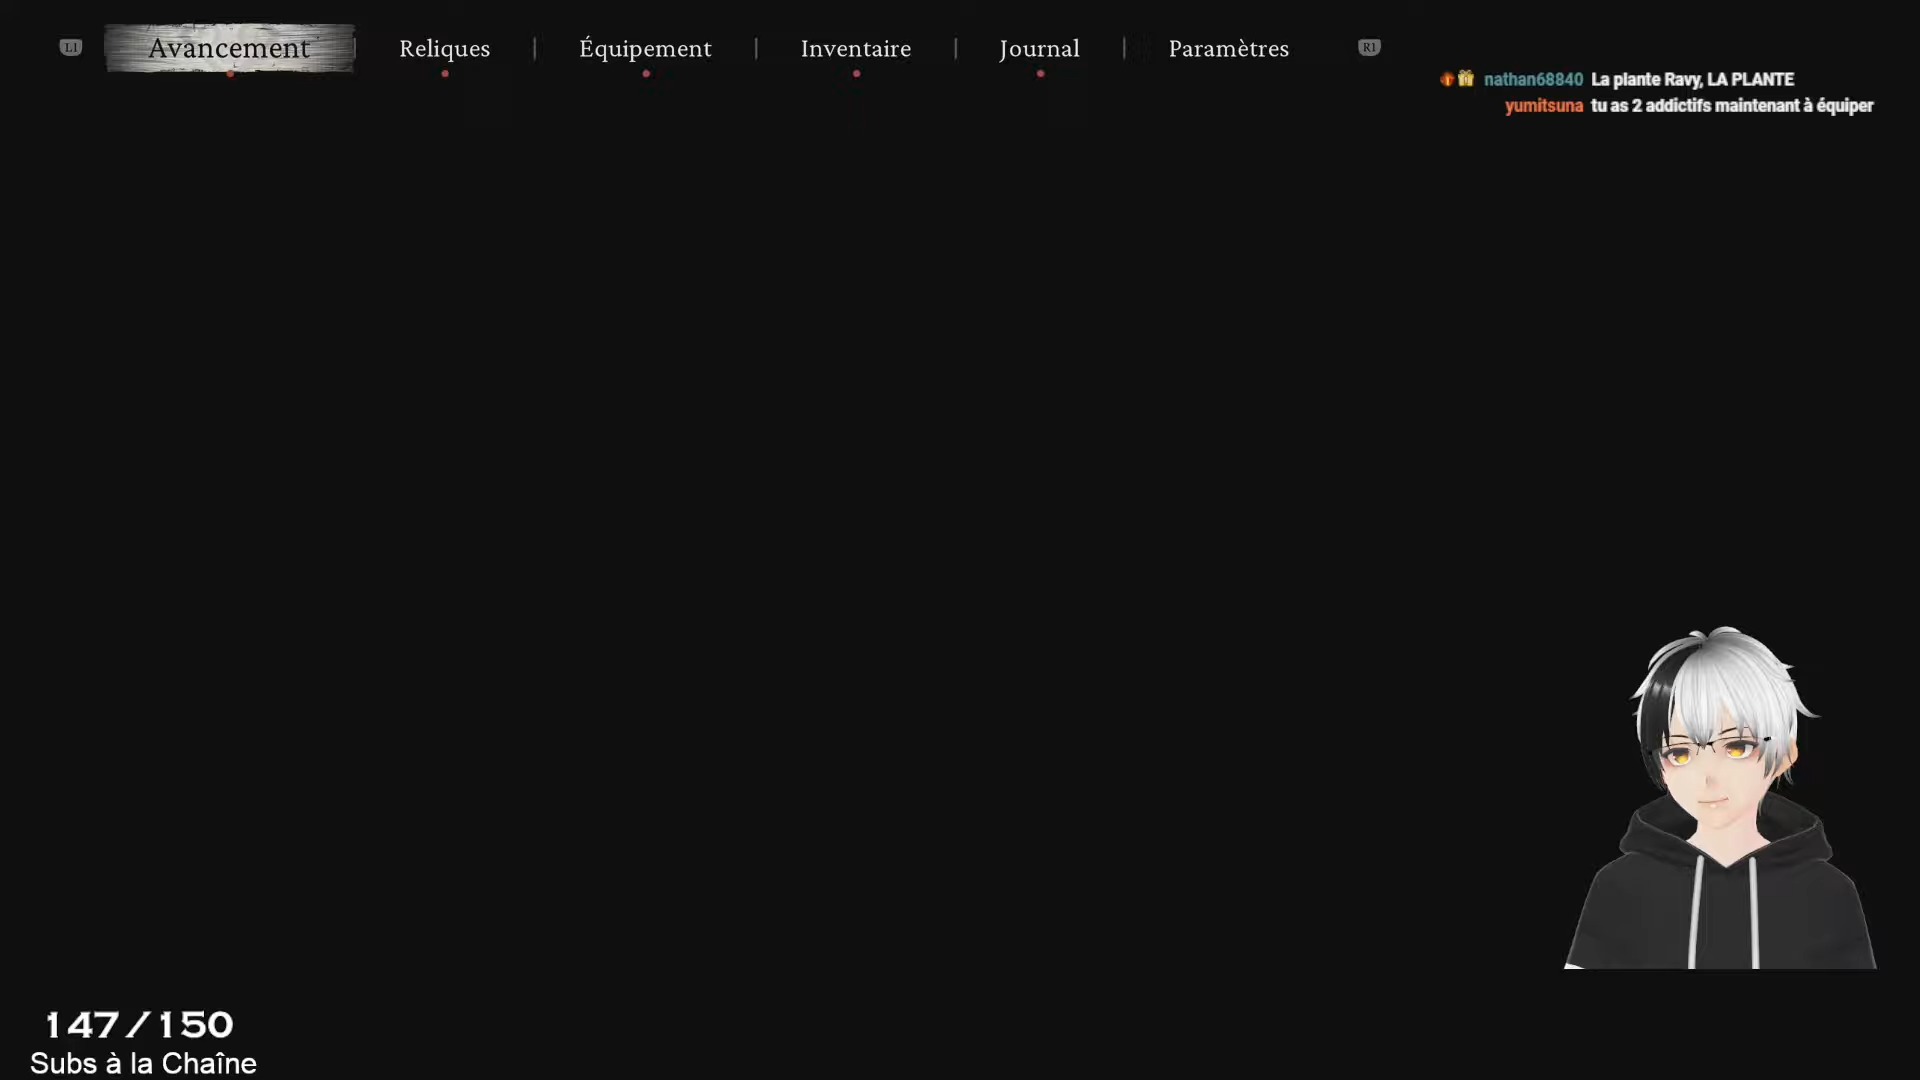 L1 Avancement Reliques Équipement Inventaire Journal Paramètres R1
nathan68840 La plante Ravy, LA PLANTE
yumitsuna tu as 2 addictifs maintenant à équiper
147/150
Subs à la Chaîne